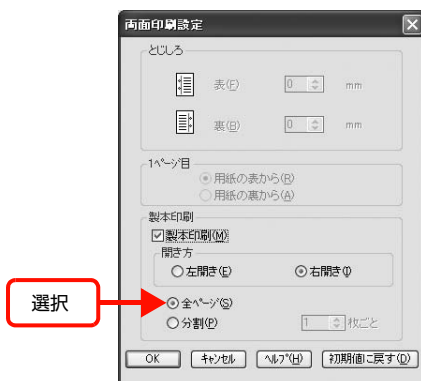 両面印刷設定
とじしろ
表(F) 0 mm
裏(B) 0 mm
1ページ目
用紙の表から(R)
用紙の裏から(A)
製本印刷
製本印刷(M)
開き方
左開き(E) 右開き(I)
選択
全ページ(S)
分割(P) 1 枚ごと
OK キャンセル ヘルプ(H) 初期値に戻す(D)